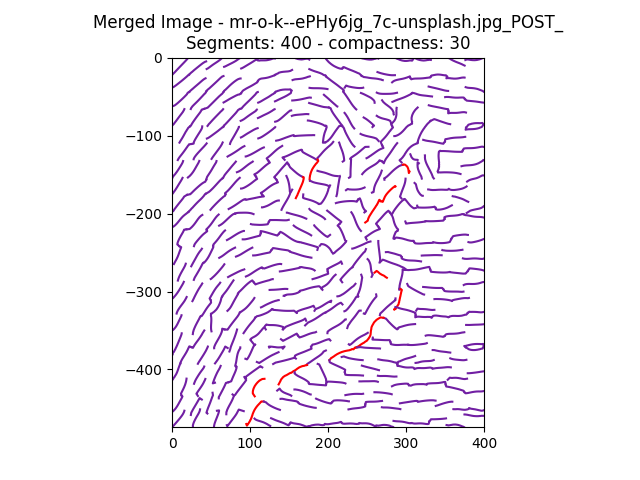 Merged Image - mr-o-k--ePHy6jg_7c-unsplash.jpg_POST_
Segments: 400 - compactness: 30
0
−100
−200
−300
−400
0 100 200 300 400